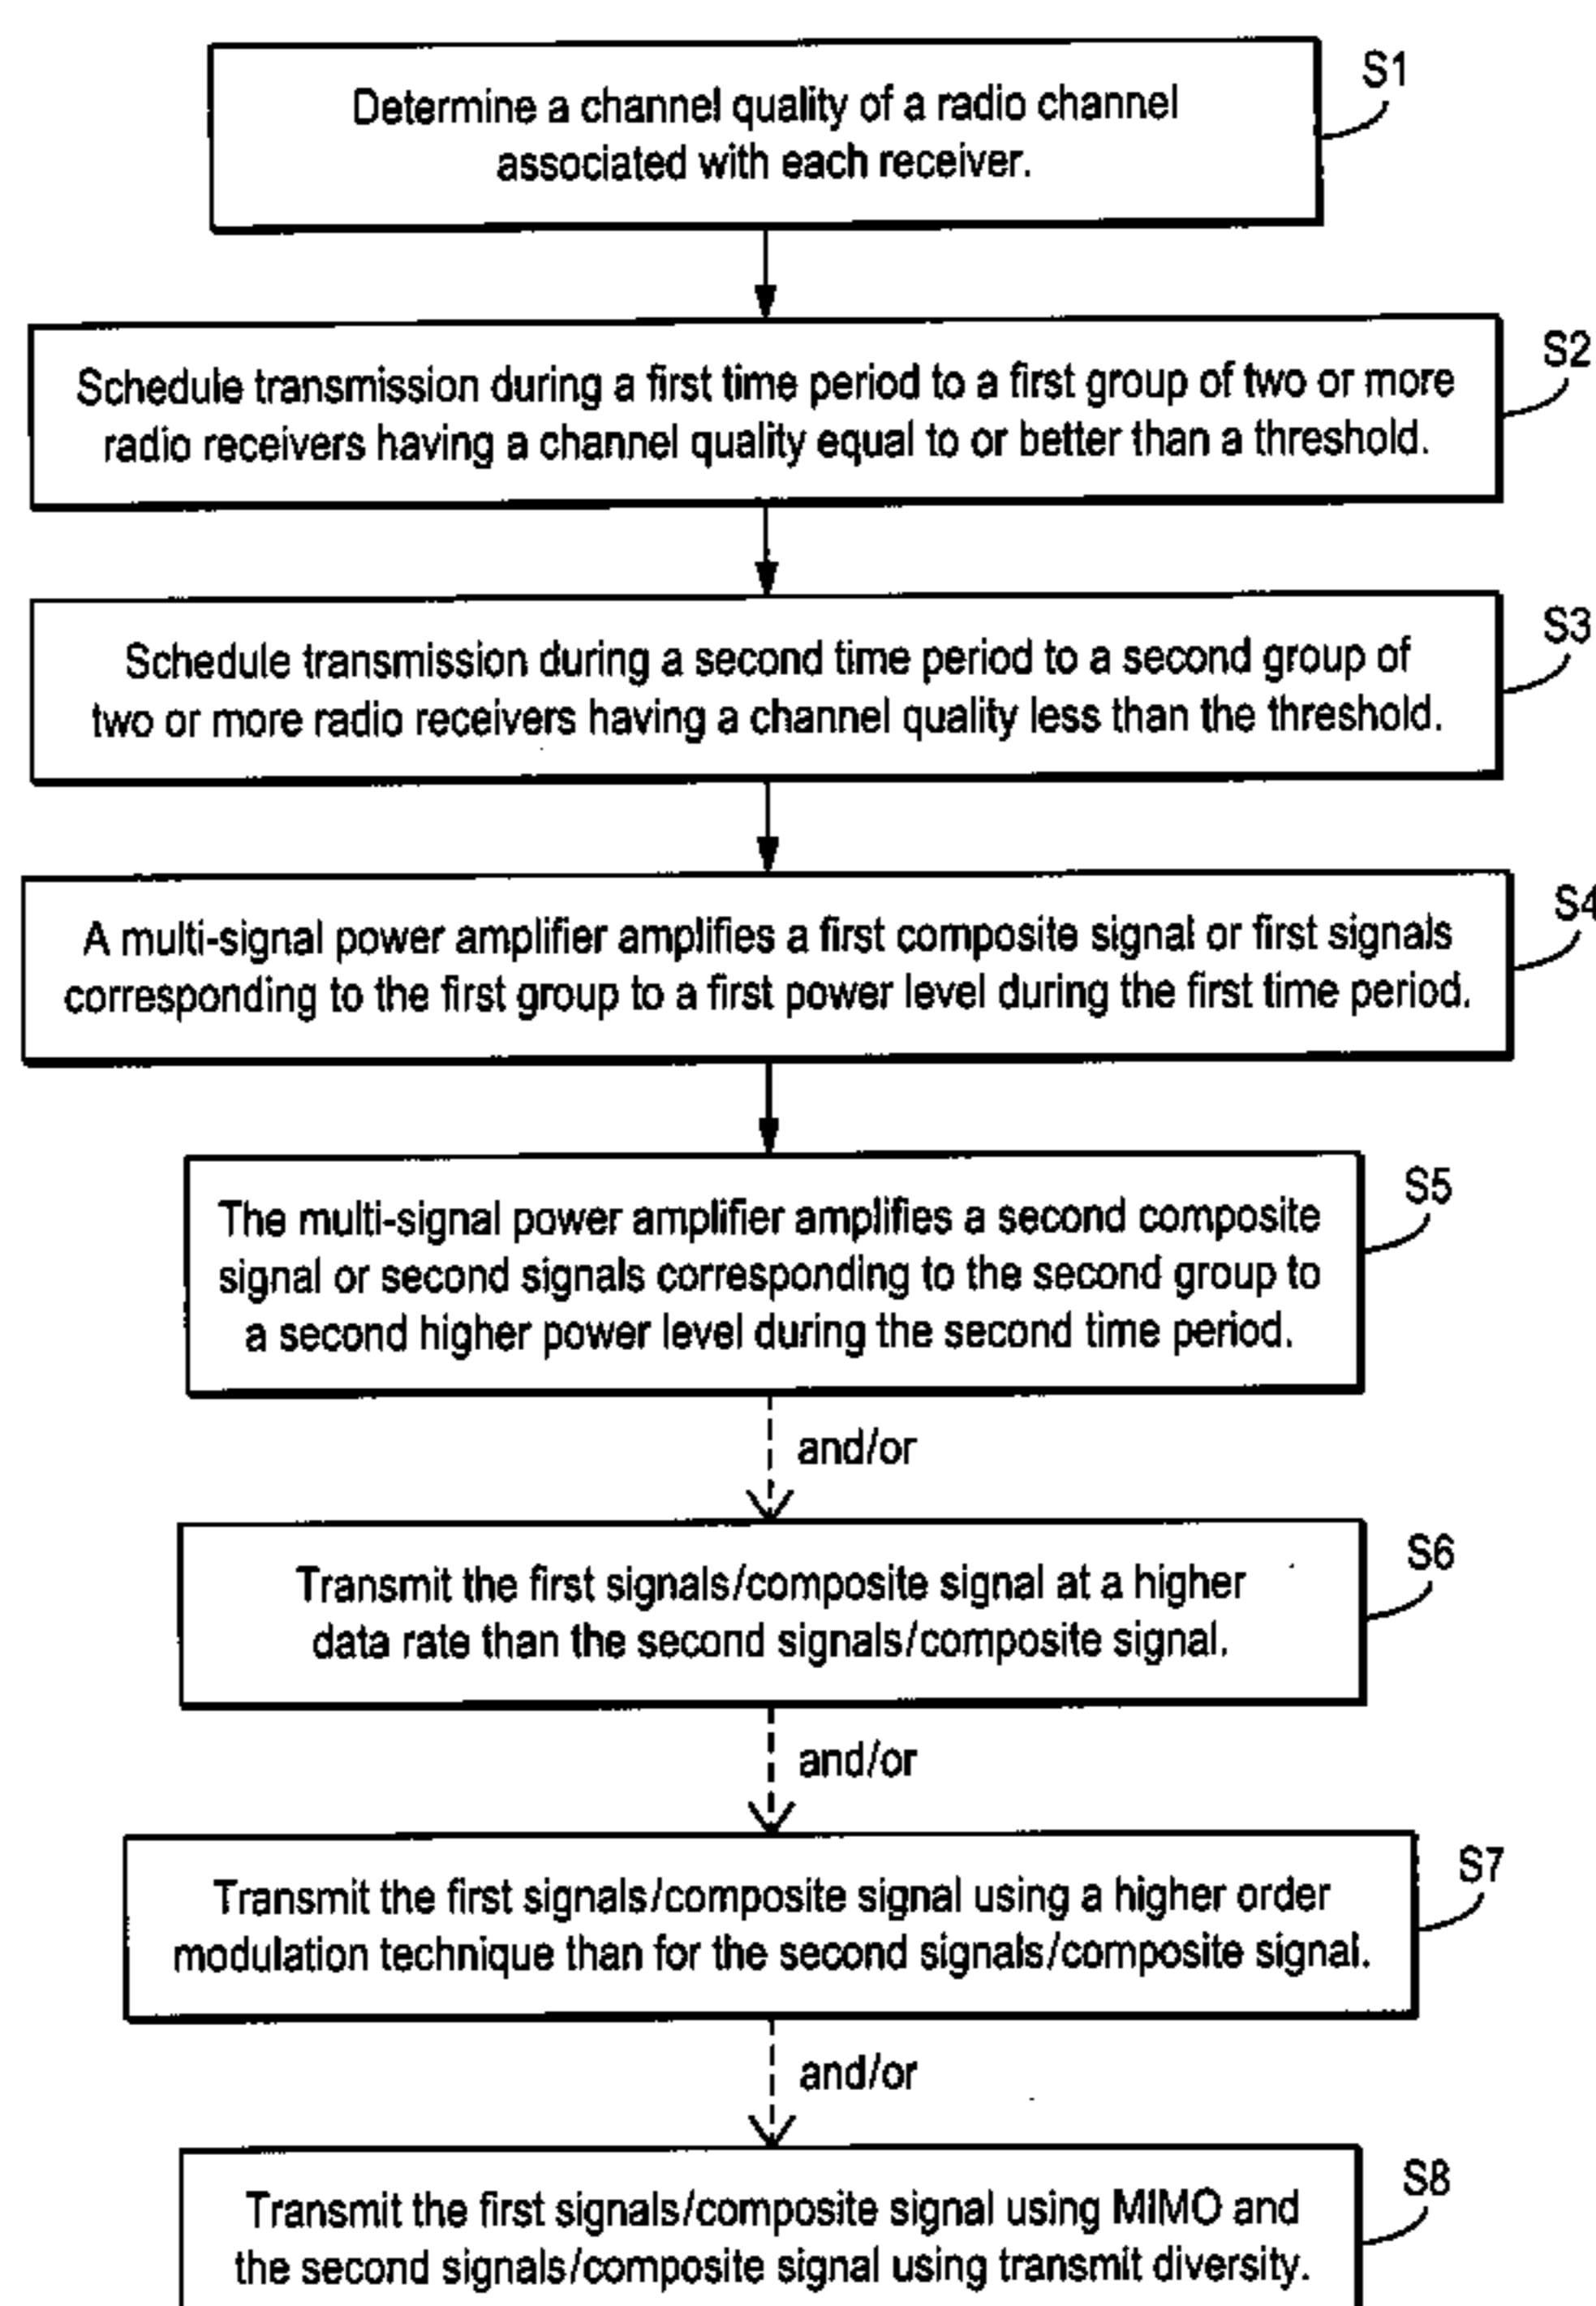 Determine a channel quality of a radio channel
associated with each receiver.
S1
Schedule transmission during a first time period to a first group of two or more
radio receivers having a channel quality equal to or better than a threshold.
S2
Schedule transmission during a second time period to a second group of
two or more radio receivers having a channel quality less than the threshold.
S3
A multi-signal power amplifier amplifies a first composite signal or first signals
corresponding to the first group to a first power level during the first time period.
S4
The multi-signal power amplifier amplifies a second composite
signal or second signals corresponding to the second group to
a second higher power level during the second time period.
S5
and/or
Transmit the first signals/composite signal at a higher
data rate than the second signals/composite signal.
S6
and/or
Transmit the first signals/composite signal using a higher order
modulation technique than for the second signals/composite signal.
S7
and/or
Transmit the first signals/composite signal using MIMO and
the second signals/composite signal using transmit diversity.
S8